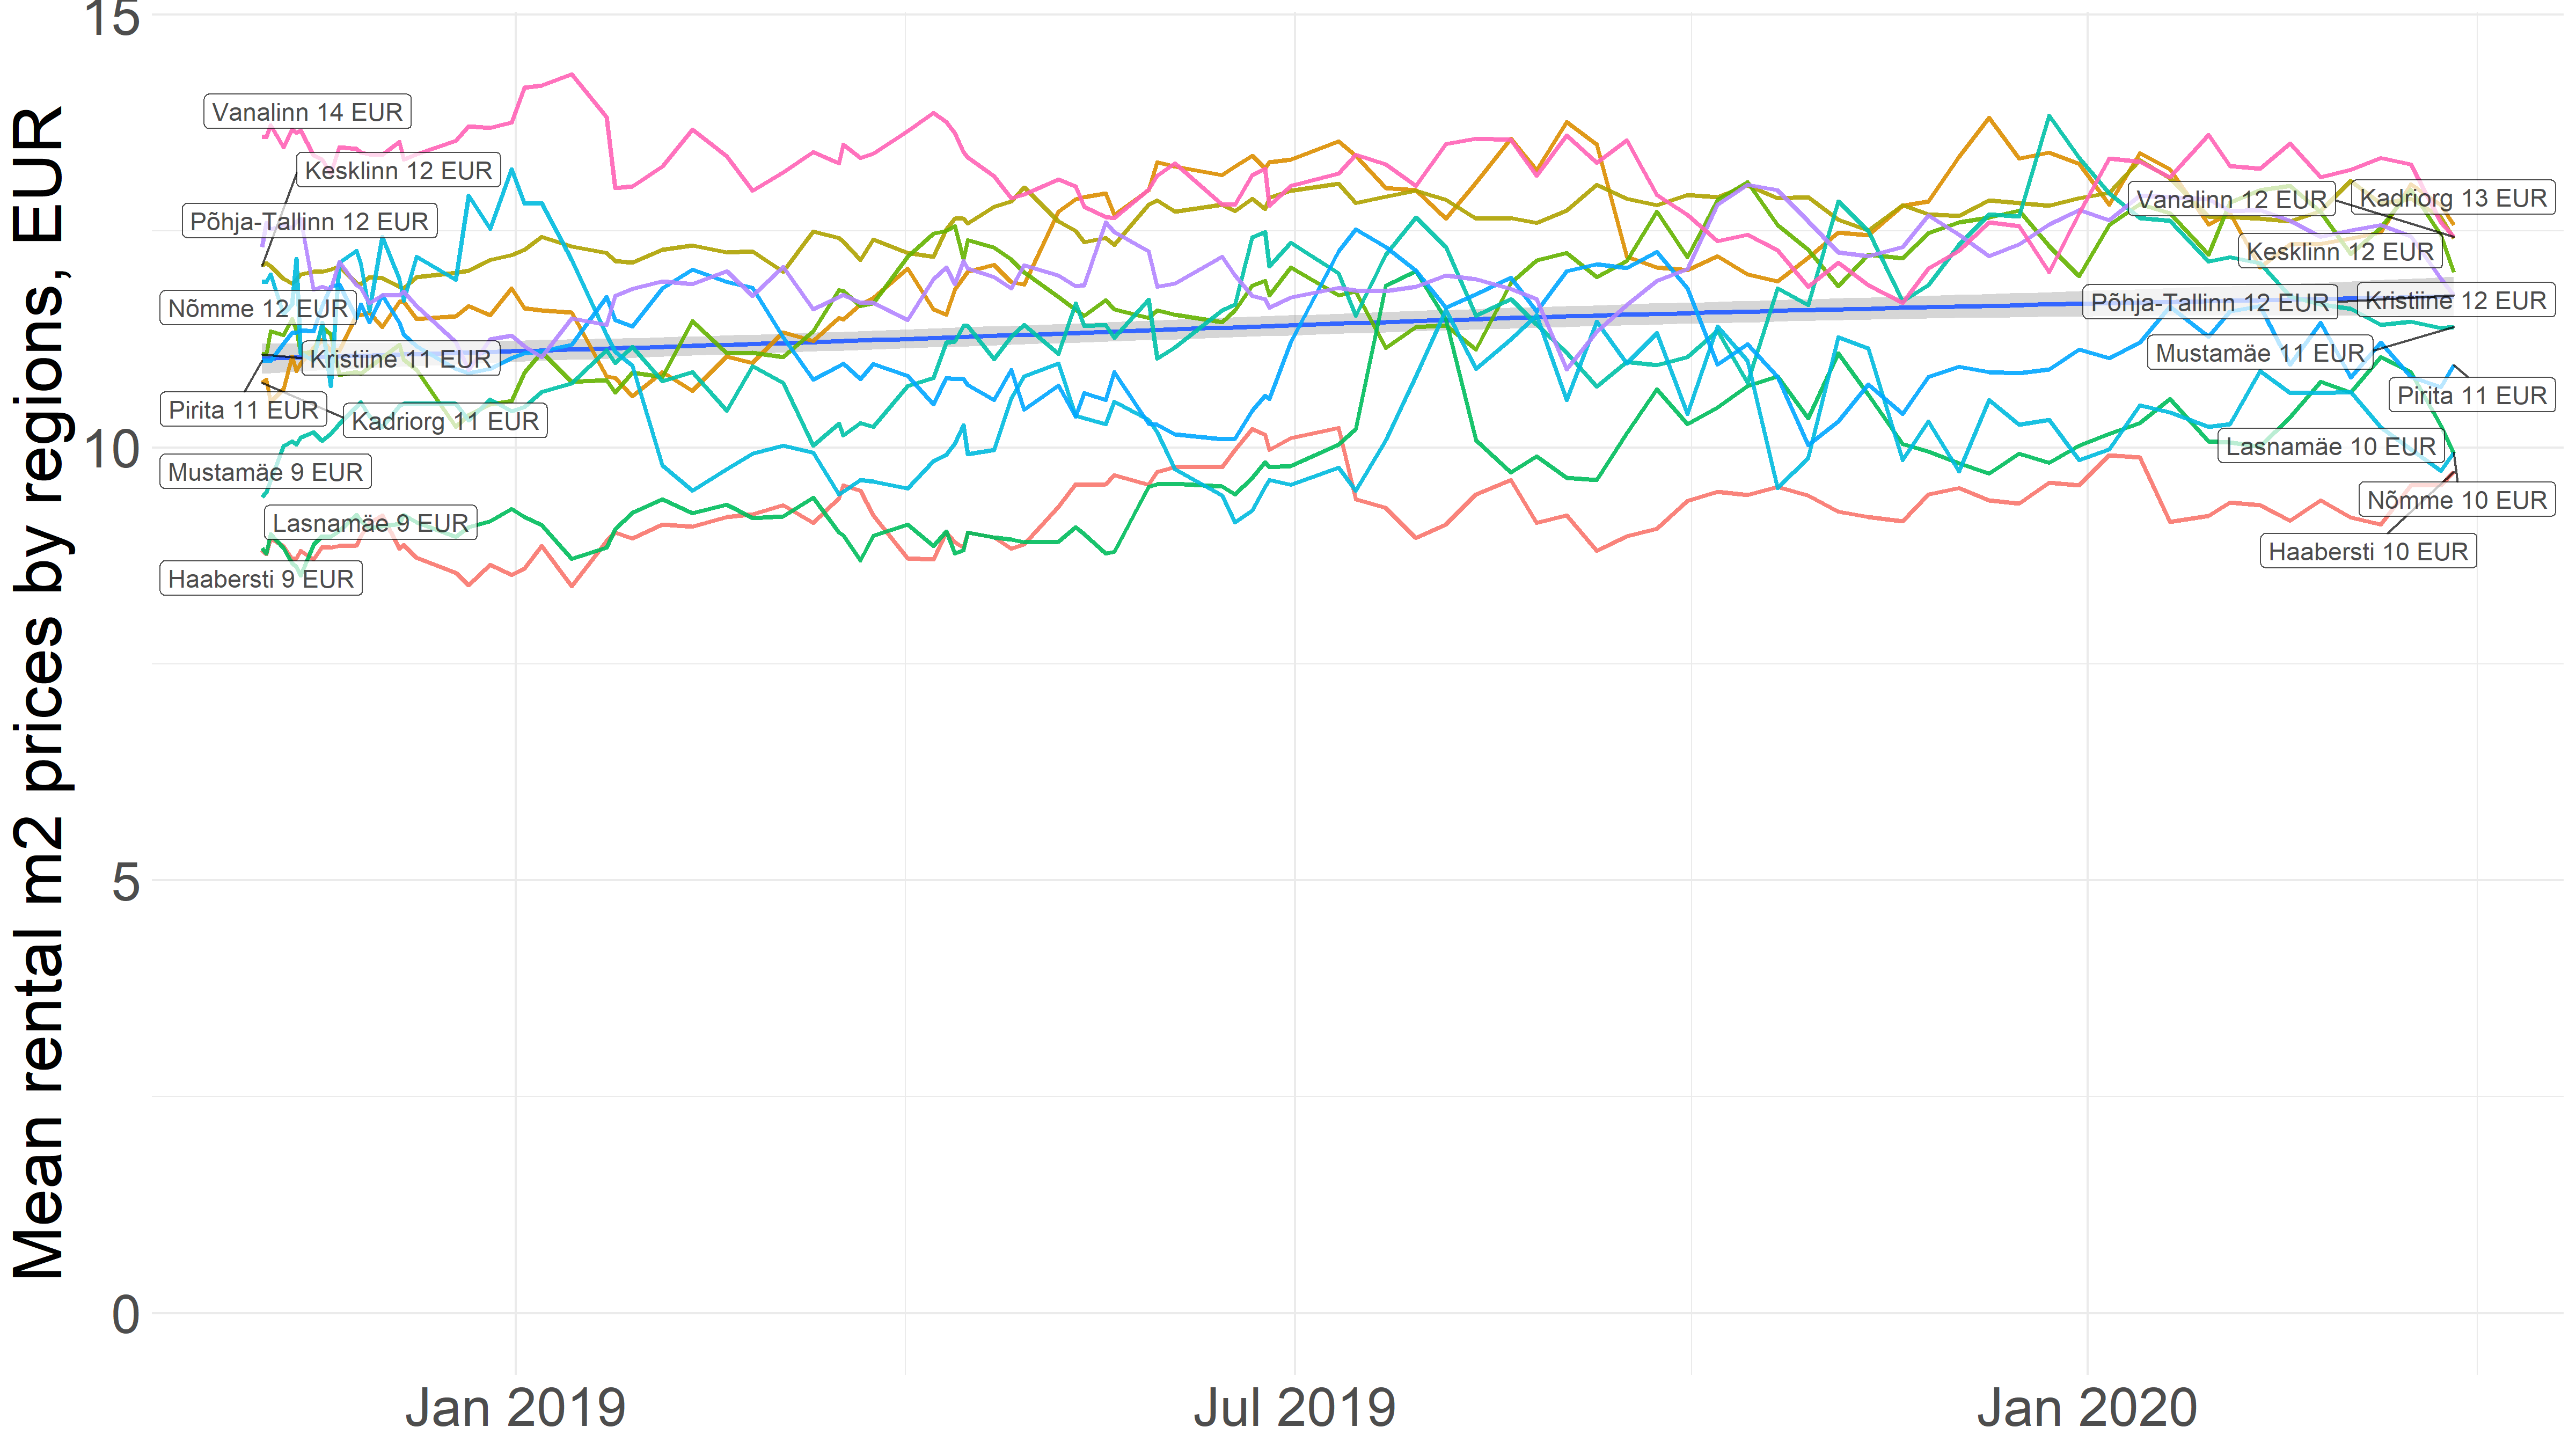 Mean rental m2 prices by regions, EUR
15
10
5
0
Vanalinn 14 EUR
Kesklinn 12 EUR
Põhja-Tallinn 12 EUR
Nõmme 12 EUR
Kristiine 11 EUR
Pirita 11 EUR
Kadriorg 11 EUR
Mustamäe 9 EUR
Lasnamäe 9 EUR
Haabersti 9 EUR
Vanalinn 12 EUR
Kadriorg 13 EUR
Kesklinn 12 EUR
Põhja-Tallinn 12 EUR
Kristiine 12 EUR
Mustamäe 11 EUR
Pirita 11 EUR
Lasnamäe 10 EUR
Nõmme 10 EUR
Haabersti 10 EUR
Jan 2019
Jul 2019
Jan 2020